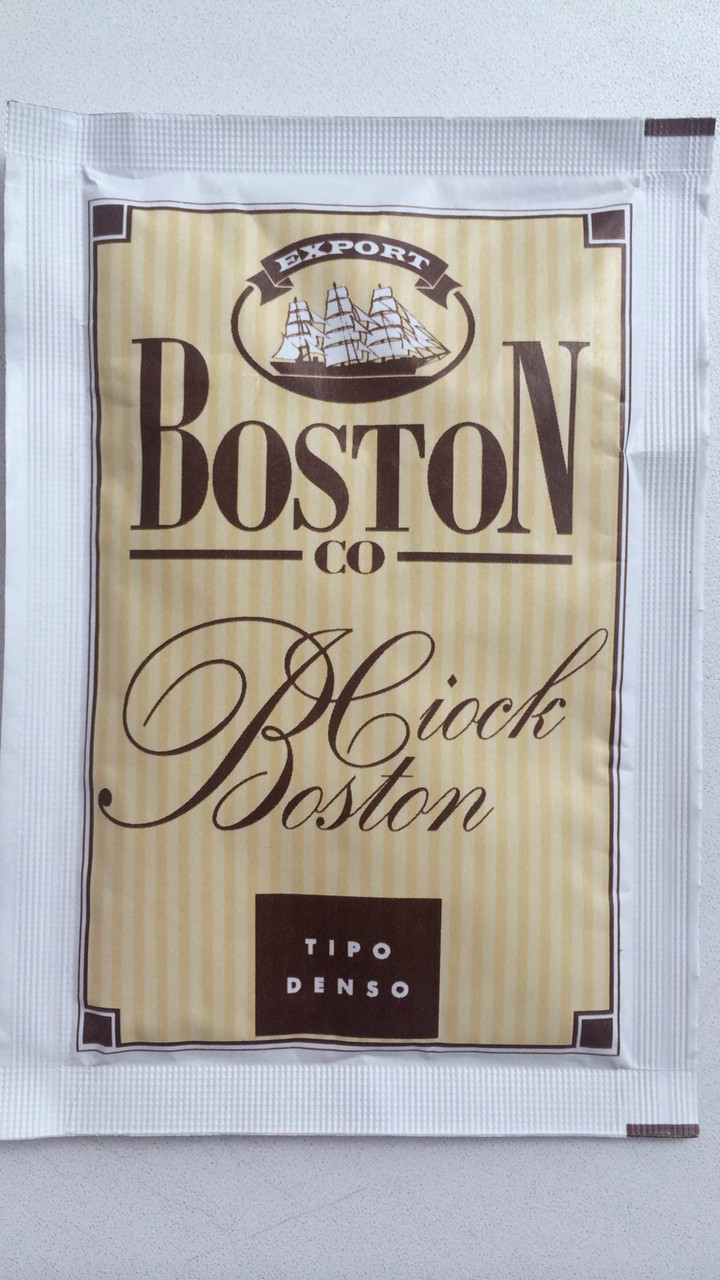 EXPORT
BOSTON
CO
Ciock
Boston
TIPO
DENSO